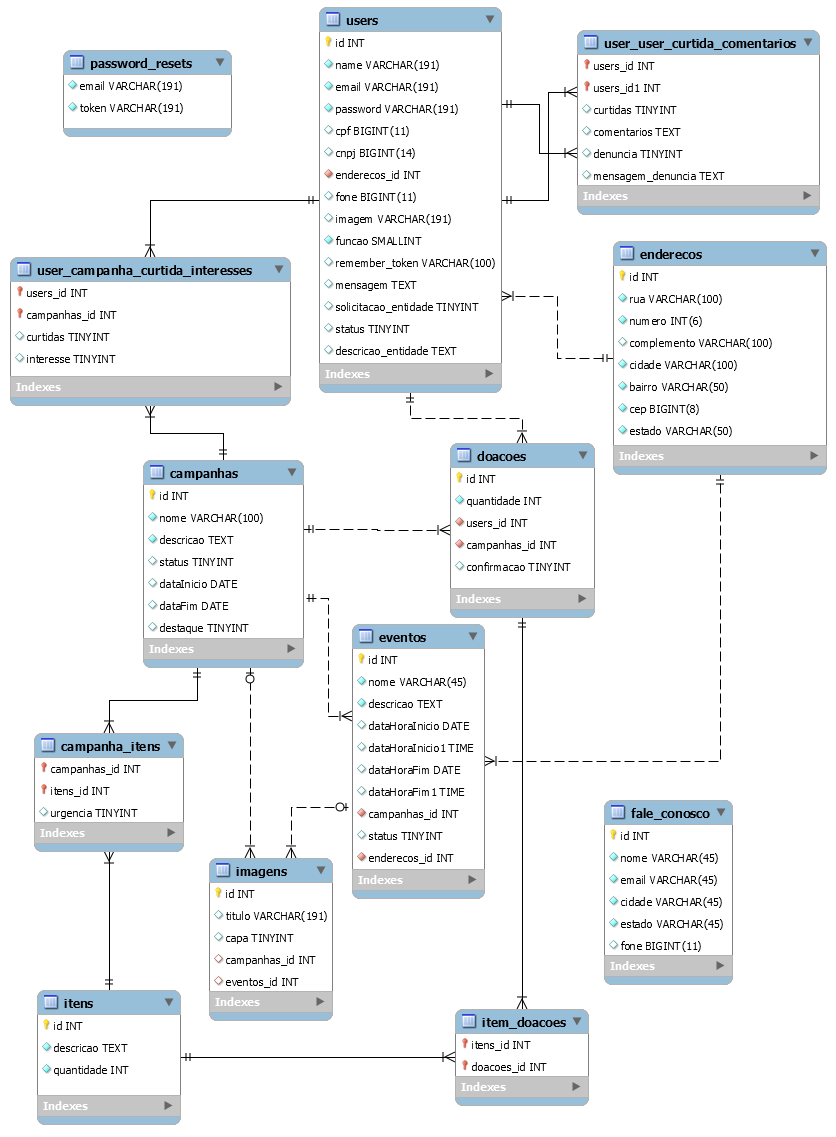 users
id INT
name VARCHAR(191)
email VARCHAR(191)
password VARCHAR(191)
cpf BIGINT(11)
cnpj BIGINT(14)
enderecos_id INT
fone BIGINT(11)
imagem VARCHAR(191)
funcao SMALLINT
remember_token VARCHAR(100)
mensagem TEXT
solicitacao_entidade TINYINT
status TINYINT
descricao_entidade TEXT
Indexes
password_resets
email VARCHAR(191)
token VARCHAR(191)
user_user_curtida_comentarios
users_id INT
users_id1 INT
curtidas TINYINT
comentarios TEXT
denuncia TINYINT
mensagem_denuncia TEXT
Indexes
user_campanha_curtida_interesses
users_id INT
campanhas_id INT
curtidas TINYINT
interesse TINYINT
Indexes
enderecos
id INT
rua VARCHAR(100)
numero INT(6)
complemento VARCHAR(100)
cidade VARCHAR(100)
bairro VARCHAR(50)
cep BIGINT(8)
estado VARCHAR(50)
Indexes
campanhas
id INT
nome VARCHAR(100)
descricao TEXT
status TINYINT
dataInicio DATE
dataFim DATE
destaque TINYINT
Indexes
doacoes
id INT
quantidade INT
users_id INT
campanhas_id INT
confirmacao TINYINT
Indexes
eventos
id INT
nome VARCHAR(45)
descricao TEXT
dataHoraInicio DATE
dataHoraInicio1 TIME
dataHoraFim DATE
dataHoraFim1 TIME
campanhas_id INT
status TINYINT
enderecos_id INT
Indexes
campanha_itens
campanhas_id INT
itens_id INT
urgencia TINYINT
Indexes
imagens
id INT
titulo VARCHAR(191)
capa TINYINT
campanhas_id INT
eventos_id INT
Indexes
fale_conosco
id INT
nome VARCHAR(45)
email VARCHAR(45)
cidade VARCHAR(45)
estado VARCHAR(45)
fone BIGINT(11)
Indexes
itens
id INT
descricao TEXT
quantidade INT
Indexes
item_doacoes
itens_id INT
doacoes_id INT
Indexes